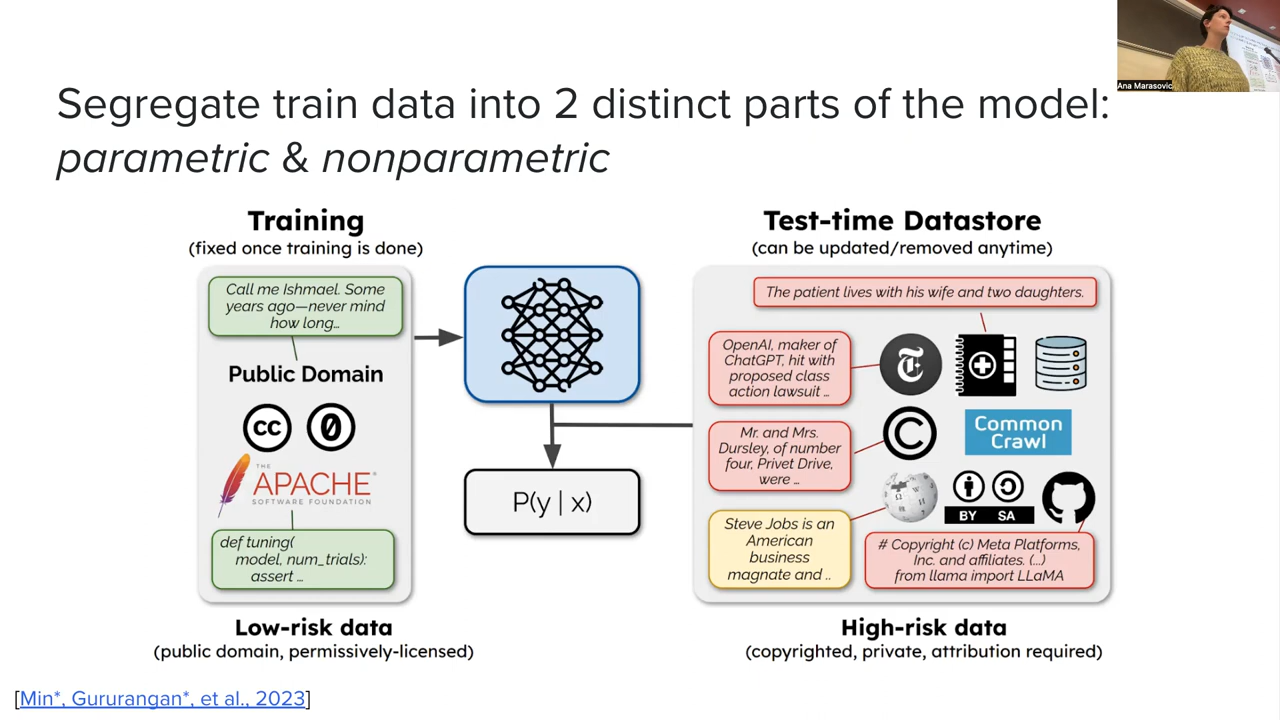 Ana Marasovic
Segregate train data into 2 distinct parts of the model:
parametric & nonparametric
Training
(fixed once training is done)
Call me Ishmael. Some
years ago—never mind
how long…
Public Domain
cc
0
THE
APACHE®
SOFTWARE FOUNDATION
def tuning(
model, num_trials):
assert …
Low-risk data
(public domain, permissively-licensed)
P(y | x)
Test-time Datastore
(can be updated/removed anytime)
The patient lives with his wife and two daughters.
OpenAI, maker of
ChatGPT, hit with
proposed class
action lawsuit ..
T
Mr. and Mrs.
Dursley, of number
four, Privet Drive,
were …
C
Common
Crawl
Steve Jobs is an
American
business
magnate and ..
W
BY SA
# Copyright (c) Meta Platforms,
Inc. and affiliates. (...)
from llama import LLaMA
High-risk data
(copyrighted, private, attribution required)
[Min*, Gururangan*, et al., 2023]